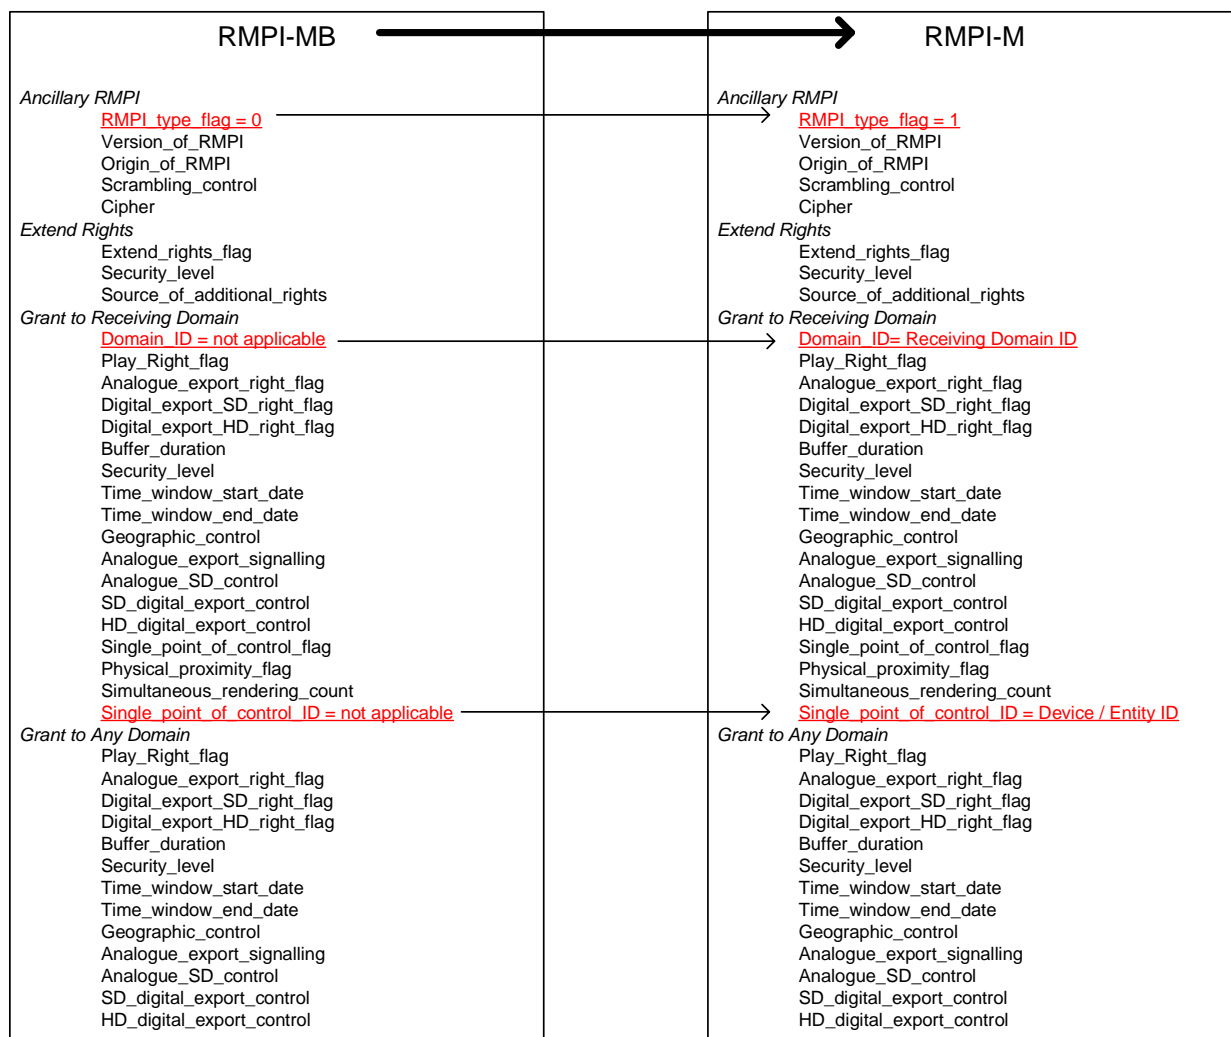 RMPI-MB
Ancillary RMPI
RMPI_type_flag = 0
Version_of_RMPI
Origin_of_RMPI
Scrambling_control
Cipher
Extend Rights
Extend_rights_flag
Security_level
Source_of_additional_rights
Grant to Receiving Domain
Domain_ID = not applicable
Play_Right_flag
Analogue_export_right_flag
Digital_export_SD_right_flag
Digital_export_HD_right_flag
Buffer_duration
Security_level
Time_window_start_date
Time_window_end_date
Geographic_control
Analogue_export_signalling
Analogue_SD_control
SD_digital_export_control
HD_digital_export_control
Single_point_of_control_flag
Physical_proximity_flag
Simultaneous_rendering_count
Single_point_of_control_ID = not applicable
Grant to Any Domain
Play_Right_flag
Analogue_export_right_flag
Digital_export_SD_right_flag
Digital_export_HD_right_flag
Buffer_duration
Security_level
Time_window_start_date
Time_window_end_date
Geographic_control
Analogue_export_signalling
Analogue_SD_control
SD_digital_export_control
HD_digital_export_control
RMPI-M
Ancillary RMPI
RMPI_type_flag = 1
Version_of_RMPI
Origin_of_RMPI
Scrambling_control
Cipher
Extend Rights
Extend_rights_flag
Security_level
Source_of_additional_rights
Grant to Receiving Domain
Domain_ID= Receiving Domain ID
Play_Right_flag
Analogue_export_right_flag
Digital_export_SD_right_flag
Digital_export_HD_right_flag
Buffer_duration
Security_level
Time_window_start_date
Time_window_end_date
Geographic_control
Analogue_export_signalling
Analogue_SD_control
SD_digital_export_control
HD_digital_export_control
Single_point_of_control_flag
Physical_proximity_flag
Simultaneous_rendering_count
Single_point_of_control_ID = Device / Entity ID
Grant to Any Domain
Play_Right_flag
Analogue_export_right_flag
Digital_export_SD_right_flag
Digital_export_HD_right_flag
Buffer_duration
Security_level
Time_window_start_date
Time_window_end_date
Geographic_control
Analogue_export_signalling
Analogue_SD_control
SD_digital_export_control
HD_digital_export_control